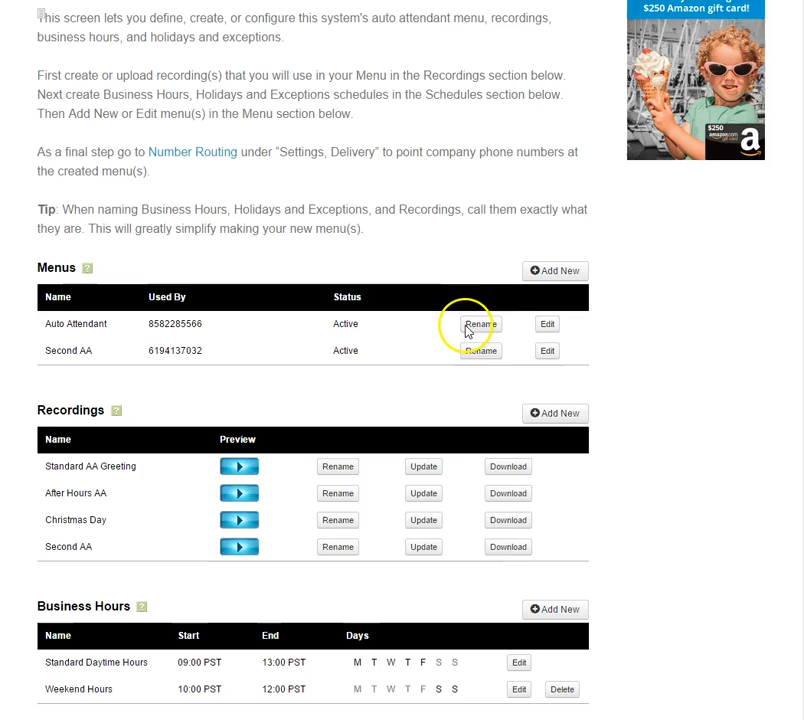 $250 Amazon gift card!
This screen lets you define, create, or configure this system's auto attendant menu, recordings,
business hours, and holidays and exceptions.
First create or upload recording(s) that you will use in your Menu in the Recordings section below.
Next create Business Hours, Holidays and Exceptions schedules in the Schedules section below.
Then Add New or Edit menu(s) in the Menu section below.
$250
amazon.com
a
As a final step go to Number Routing under “Settings, Delivery” to point company phone numbers at
the created menu(s).
Tip: When naming Business Hours, Holidays and Exceptions, and Recordings, call them exactly what
they are. This will greatly simplify making your new menu(s).
Menus ? Add New
Name Used By Status
Auto Attendant 8582285566 Active Rename Edit
Second AA 6194137032 Active Rename Edit
Recordings ? Add New
Name Preview
Standard AA Greeting Rename Update Download
After Hours AA Rename Update Download
Christmas Day Rename Update Download
Second AA Rename Update Download
Business Hours ? Add New
Name Start End Days
Standard Daytime Hours 09:00 PST 13:00 PST M T W T F S S Edit
Weekend Hours 10:00 PST 12:00 PST M T W T F S S Edit Delete